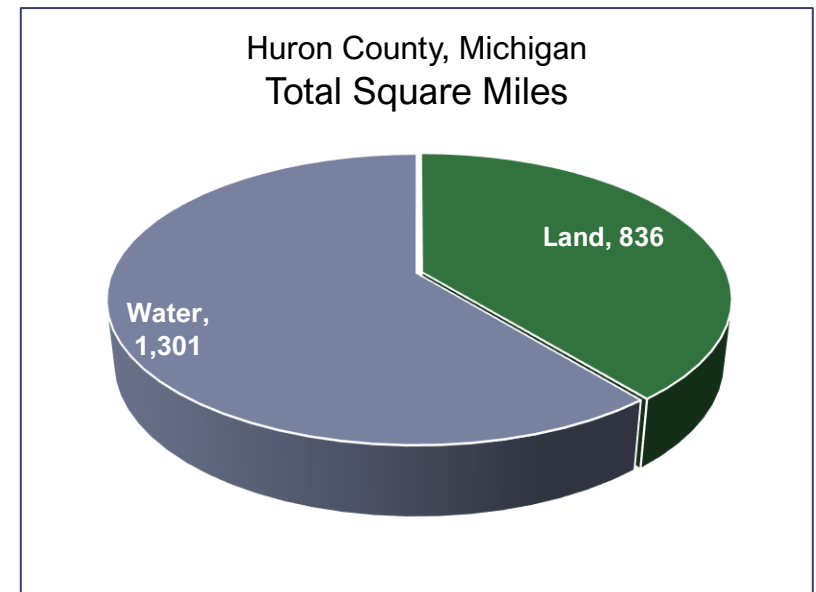 Huron County, Michigan
Total Square Miles
Land, 836
Water,
1,301